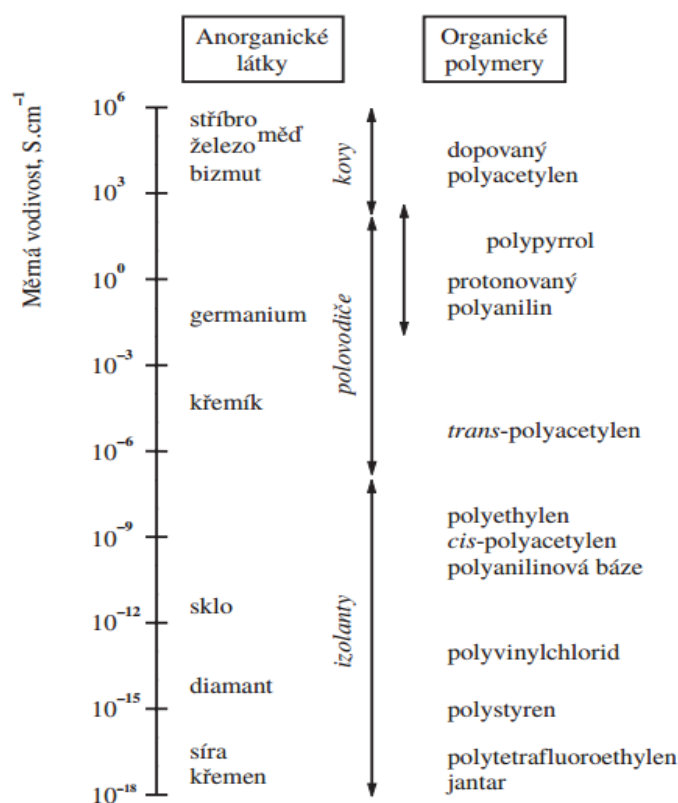 Anorganické
látky
Organické
polymery
Měrná vodivost, S.cm⁻¹
10⁶
10³
10⁰
10⁻³
10⁻⁶
10⁻⁹
10⁻¹²
10⁻¹⁵
10⁻¹⁸
stříbro
železo měď
bizmut
germanium
křemík
sklo
diamant
síra
křemen
kovy
polovodiče
izolanty
dopovaný
polyacetylen
polypyrrol
protonovaný
polyanilin
trans-polyacetylen
polyethylen
cis-polyacetylen
polyanilinová báze
polyvinylchlorid
polystyren
polytetrafluoroethylen
jantar